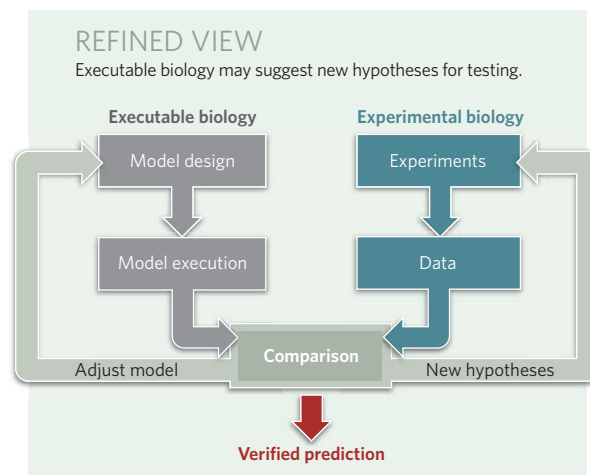 REFINED VIEW
Executable biology may suggest new hypotheses for testing.
Executable biology
Experimental biology
Model design
Experiments
Model execution
Data
Comparison
Adjust model
New hypotheses
Verified prediction